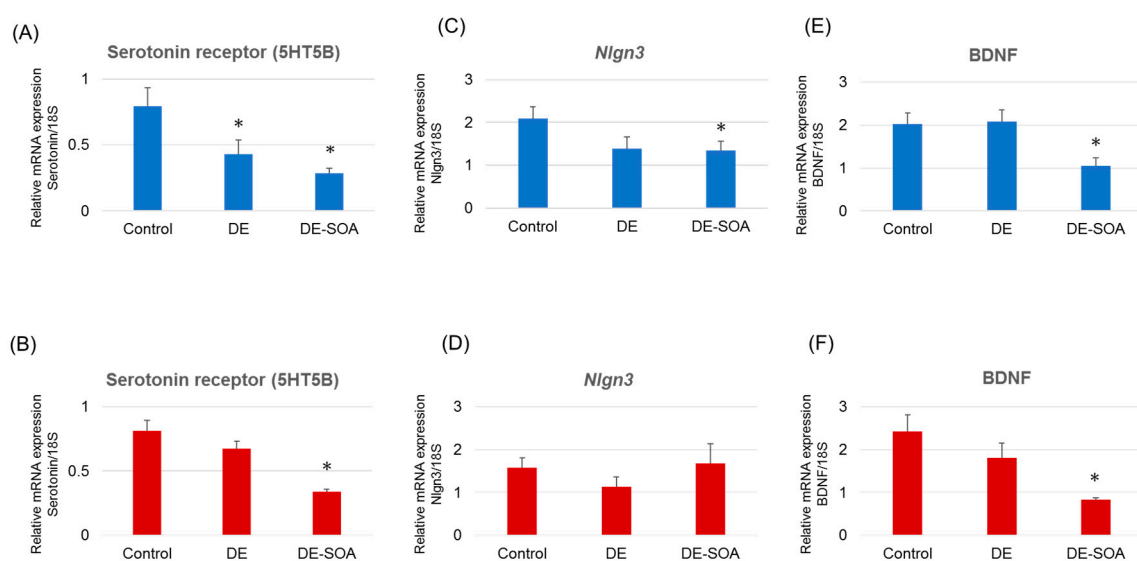 (A)
Serotonin receptor (5HT5B)
Relative mRNA expression
Serotonin/18S
1
0.5
0
*
*
Control DE DE-SOA
(C)
Nlgn3
Relative mRNA expression
Nlgn3/18S
3
2
1
0
*
Control DE DE-SOA
(E)
BDNF
Relative mRNA expression
BDNF/18S
3
2
1
0
*
Control DE DE-SOA
(B)
Serotonin receptor (5HT5B)
Relative mRNA expression
Serotonin/18S
1
0.5
0
*
Control DE DE-SOA
(D)
Nlgn3
Relative mRNA expression
Nlgn3/18S
3
2
1
0
Control DE DE-SOA
(F)
BDNF
Relative mRNA expression
BDNF/18S
3
2
1
0
*
Control DE DE-SOA